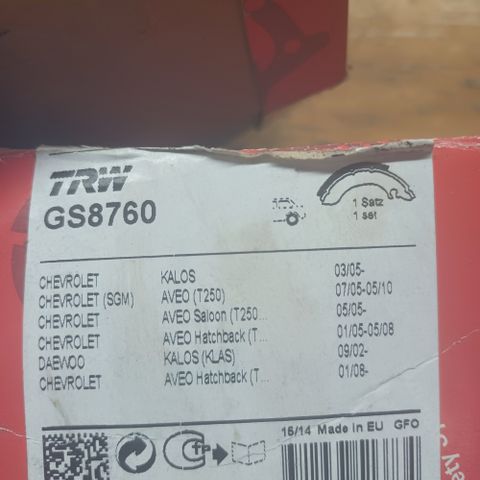 TRW
GS8760
1 Satz
1 set
CHEVROLET KALOS 03/05-
CHEVROLET (SGM) AVEO (T250) 07/05-05/10
CHEVROLET AVEO Saloon (T250... 05/05-
CHEVROLET AVEO Hatchback (T... 01/05-05/08
DAEWOO KALOS (KLAS) 09/02-
CHEVROLET AVEO Hatchback (T... 01/08-
16/14 Made in EU GFO